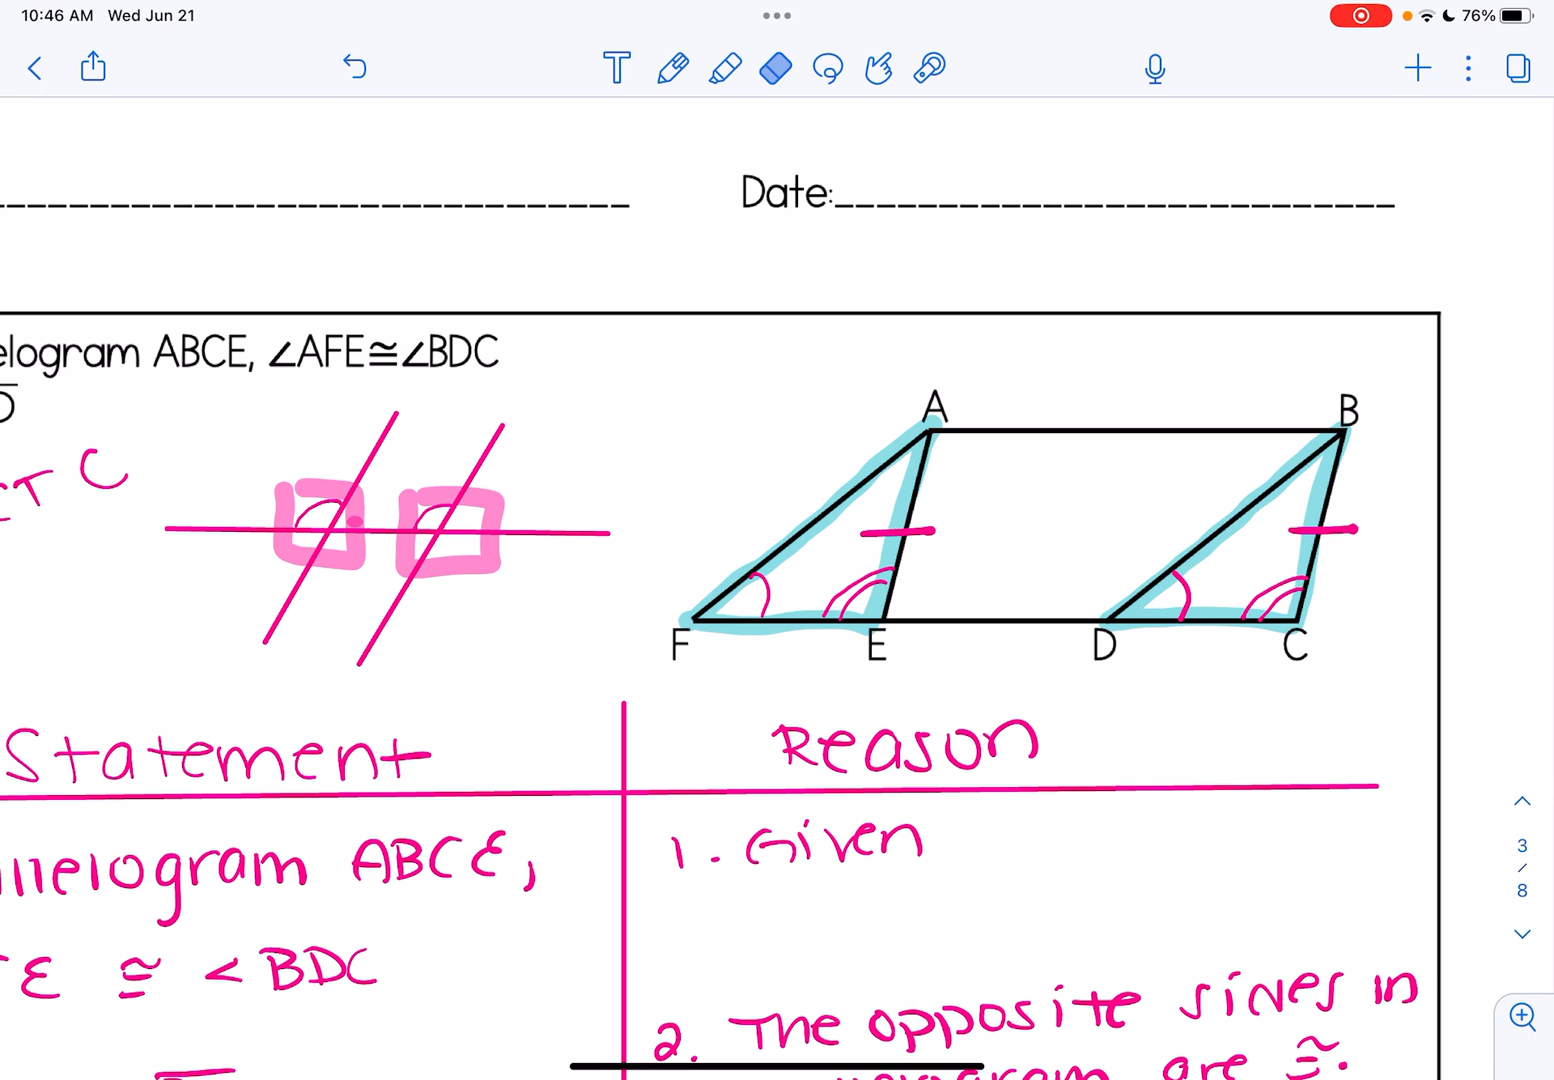 10:46 AM Wed Jun 21
76%
Date:
elogram ABCE, ∠AFE≅∠BDC
A
B
C
F
E
D
C
Statement
Reason
llelogram ABCE,
1. Given
E ≅ <BDC
2. The opposite sides in
are ≅.
3
/
8